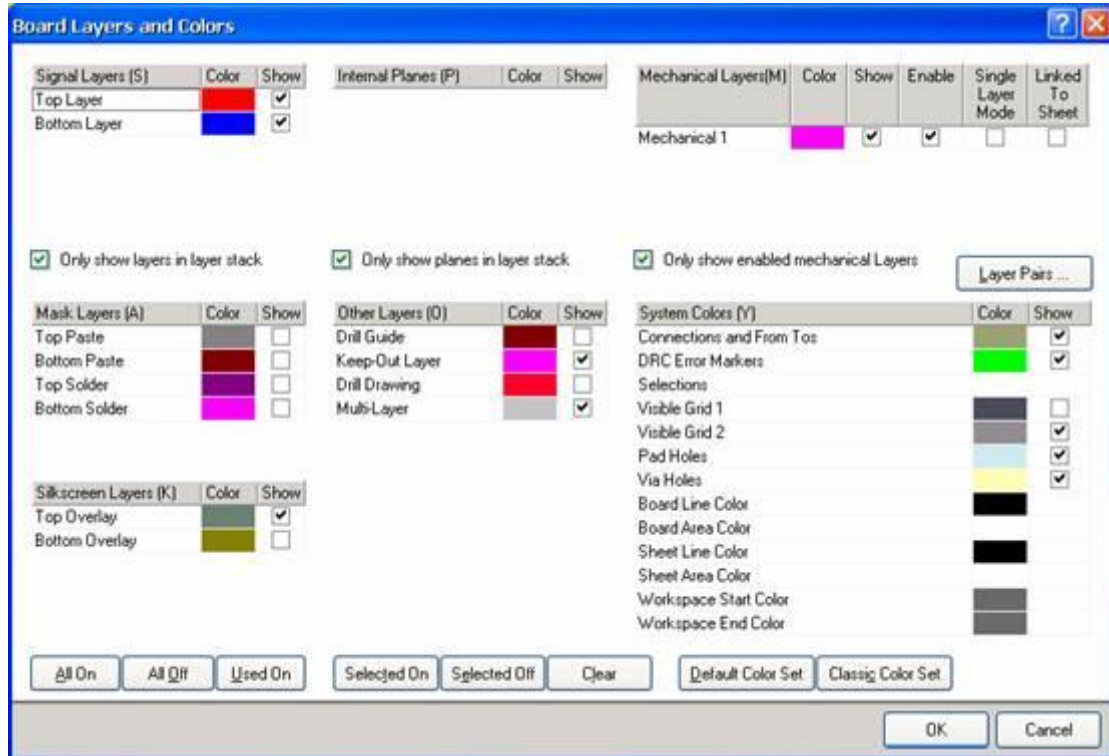 Board Layers and Colors
Signal Layers (S) Color Show
Top Layer
Bottom Layer
Internal Planes (P) Color Show
Mechanical Layers(M) Color Show Enable Single Layer Mode Linked To Sheet
Mechanical 1
Only show layers in layer stack
Only show planes in layer stack
Only show enabled mechanical Layers
Layer Pairs ...
Mask Layers (A) Color Show
Top Paste
Bottom Paste
Top Solder
Bottom Solder
Other Layers (O) Color Show
Drill Guide
Keep-Out Layer
Drill Drawing
Multi-Layer
System Colors (Y) Color Show
Connections and From Tos
DRC Error Markers
Selections
Visible Grid 1
Visible Grid 2
Pad Holes
Via Holes
Board Line Color
Board Area Color
Sheet Line Color
Sheet Area Color
Workspace Start Color
Workspace End Color
Silkscreen Layers (K) Color Show
Top Overlay
Bottom Overlay
All On All Off Used On Selected On Selected Off Clear Default Color Set Classic Color Set
OK Cancel